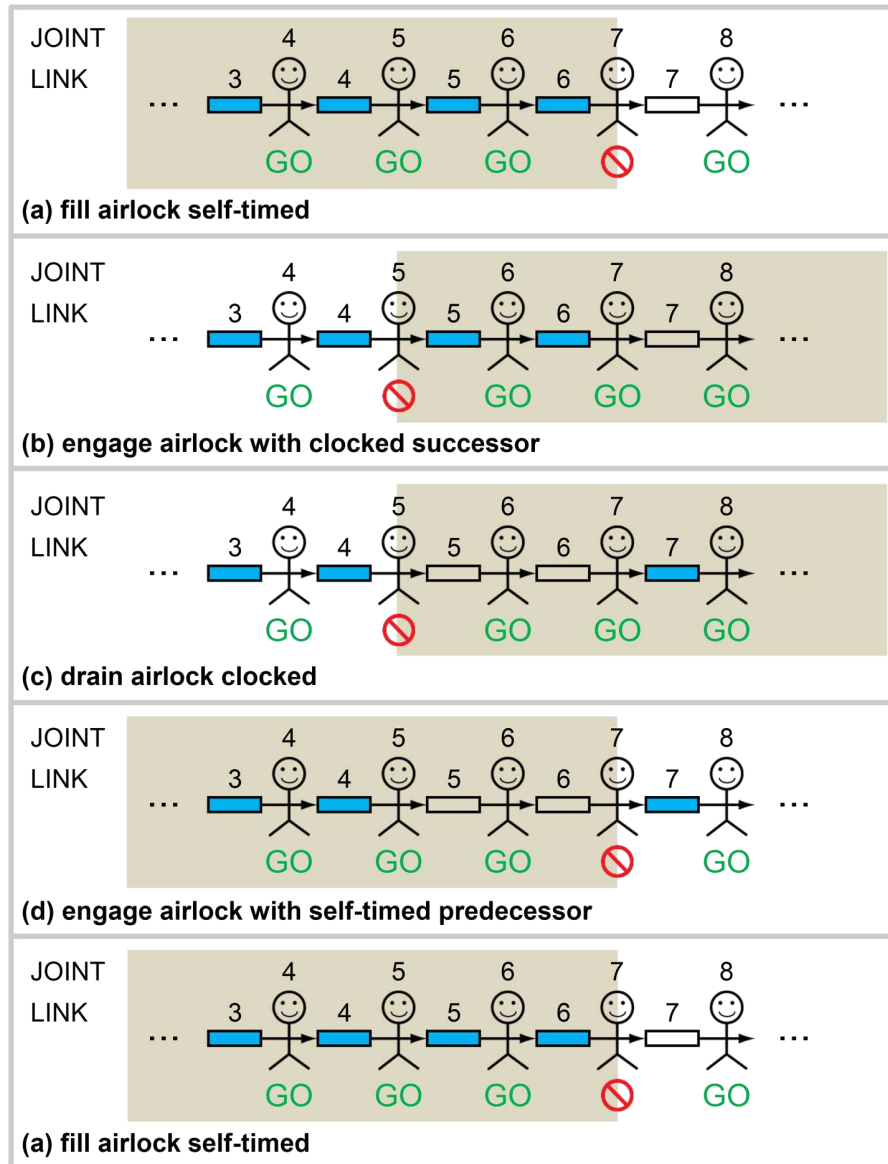 JOINT 4 5 6 7 8
LINK 3 4 5 6 7
... ...
GO GO GO GO
(a) fill airlock self-timed
JOINT 4 5 6 7 8
LINK 3 4 5 6 7
... ...
GO GO GO GO
(b) engage airlock with clocked successor
JOINT 4 5 6 7 8
LINK 3 4 5 6 7
... ...
GO GO GO GO
(c) drain airlock clocked
JOINT 4 5 6 7 8
LINK 3 4 5 6 7
... ...
GO GO GO GO
(d) engage airlock with self-timed predecessor
JOINT 4 5 6 7 8
LINK 3 4 5 6 7
... ...
GO GO GO GO
(a) fill airlock self-timed